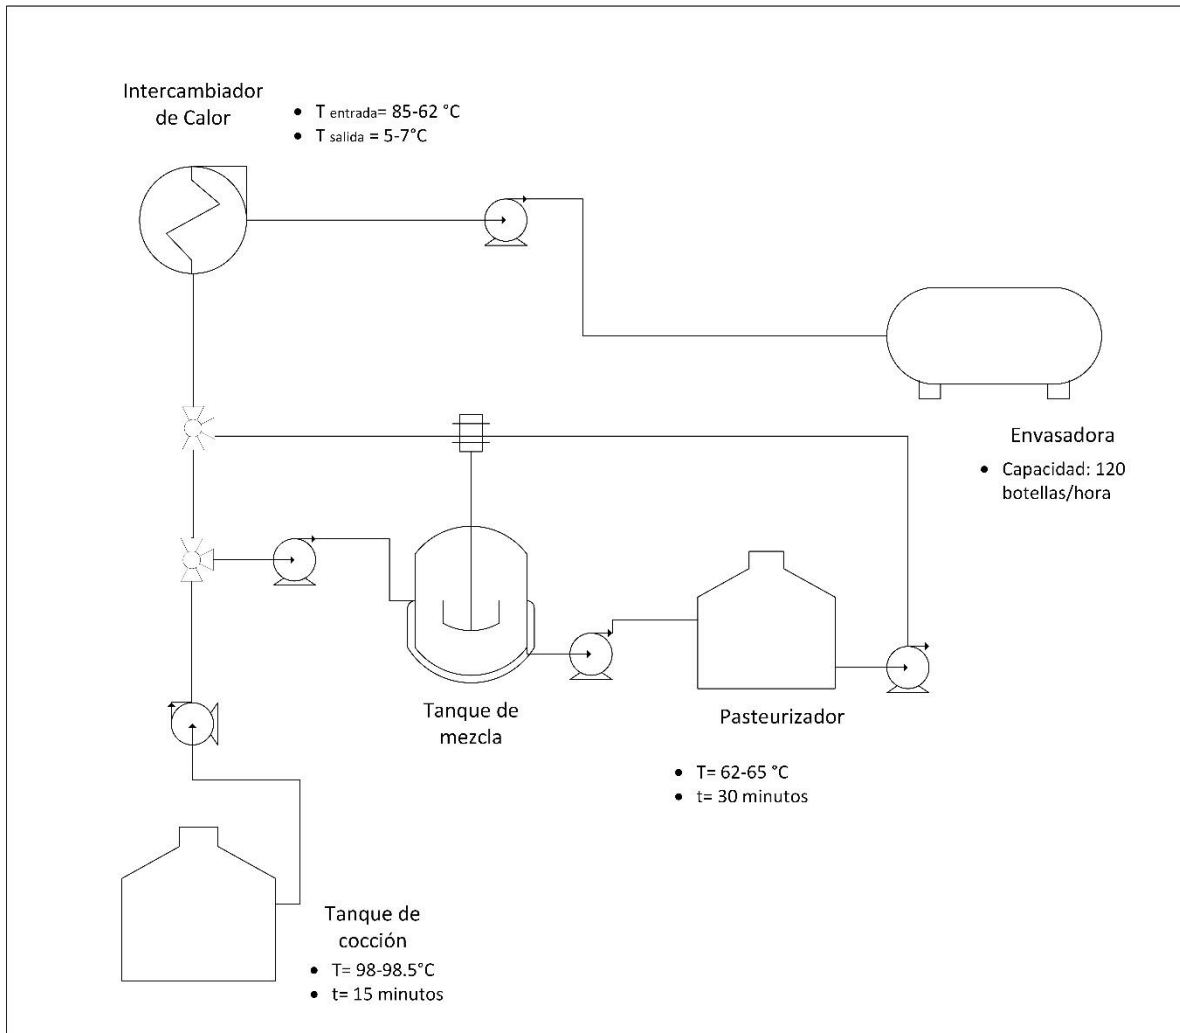 Intercambiador
de Calor
• T entrada= 85-62 °C
• T salida = 5-7°C
Envasadora
• Capacidad: 120
botellas/hora
Tanque de
mezcla
Pasteurizador
• T= 62-65 °C
• t= 30 minutos
Tanque de
cocción
• T= 98-98.5°C
• t= 15 minutos